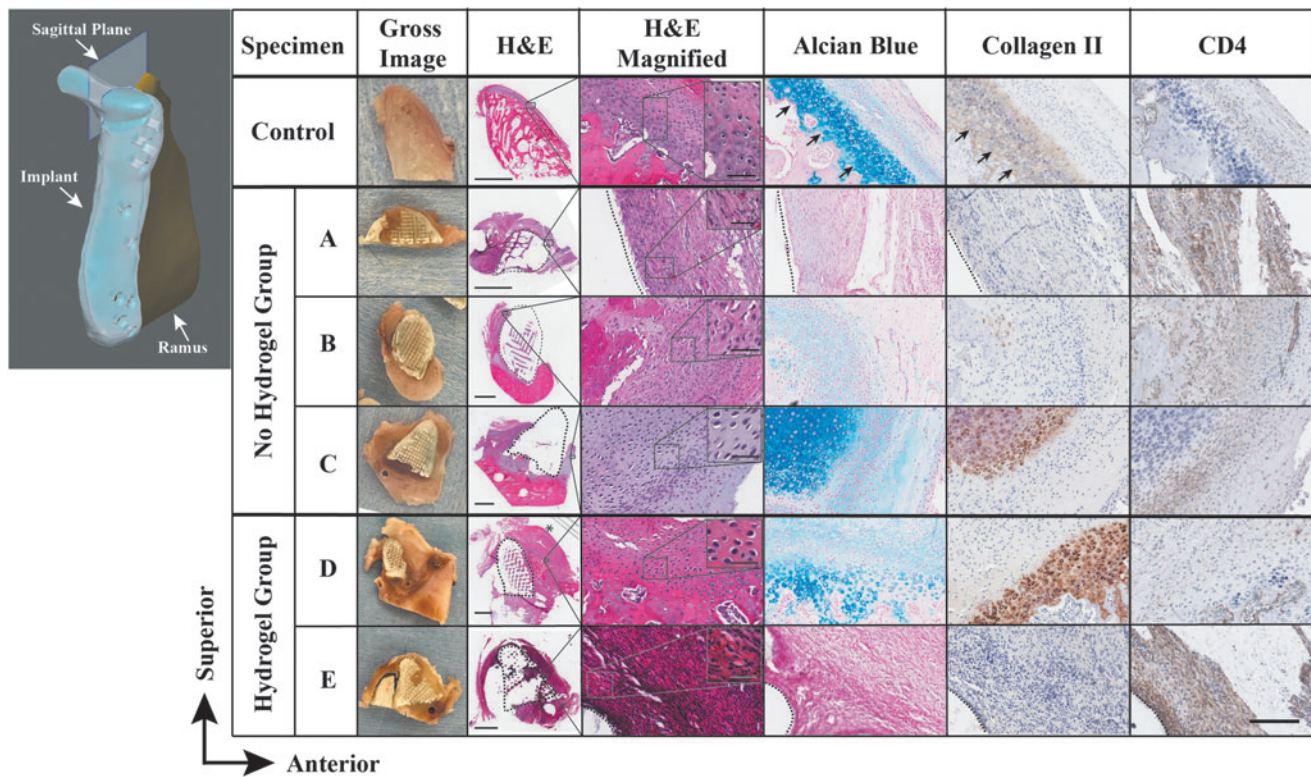 Sagittal Plane
Implant
Ramus
Specimen
Gross
Image
H&E
H&E
Magnified
Alcian Blue
Collagen II
CD4
Control
No Hydrogel Group
A
B
C
Hydrogel Group
D
*
E
Superior
Anterior